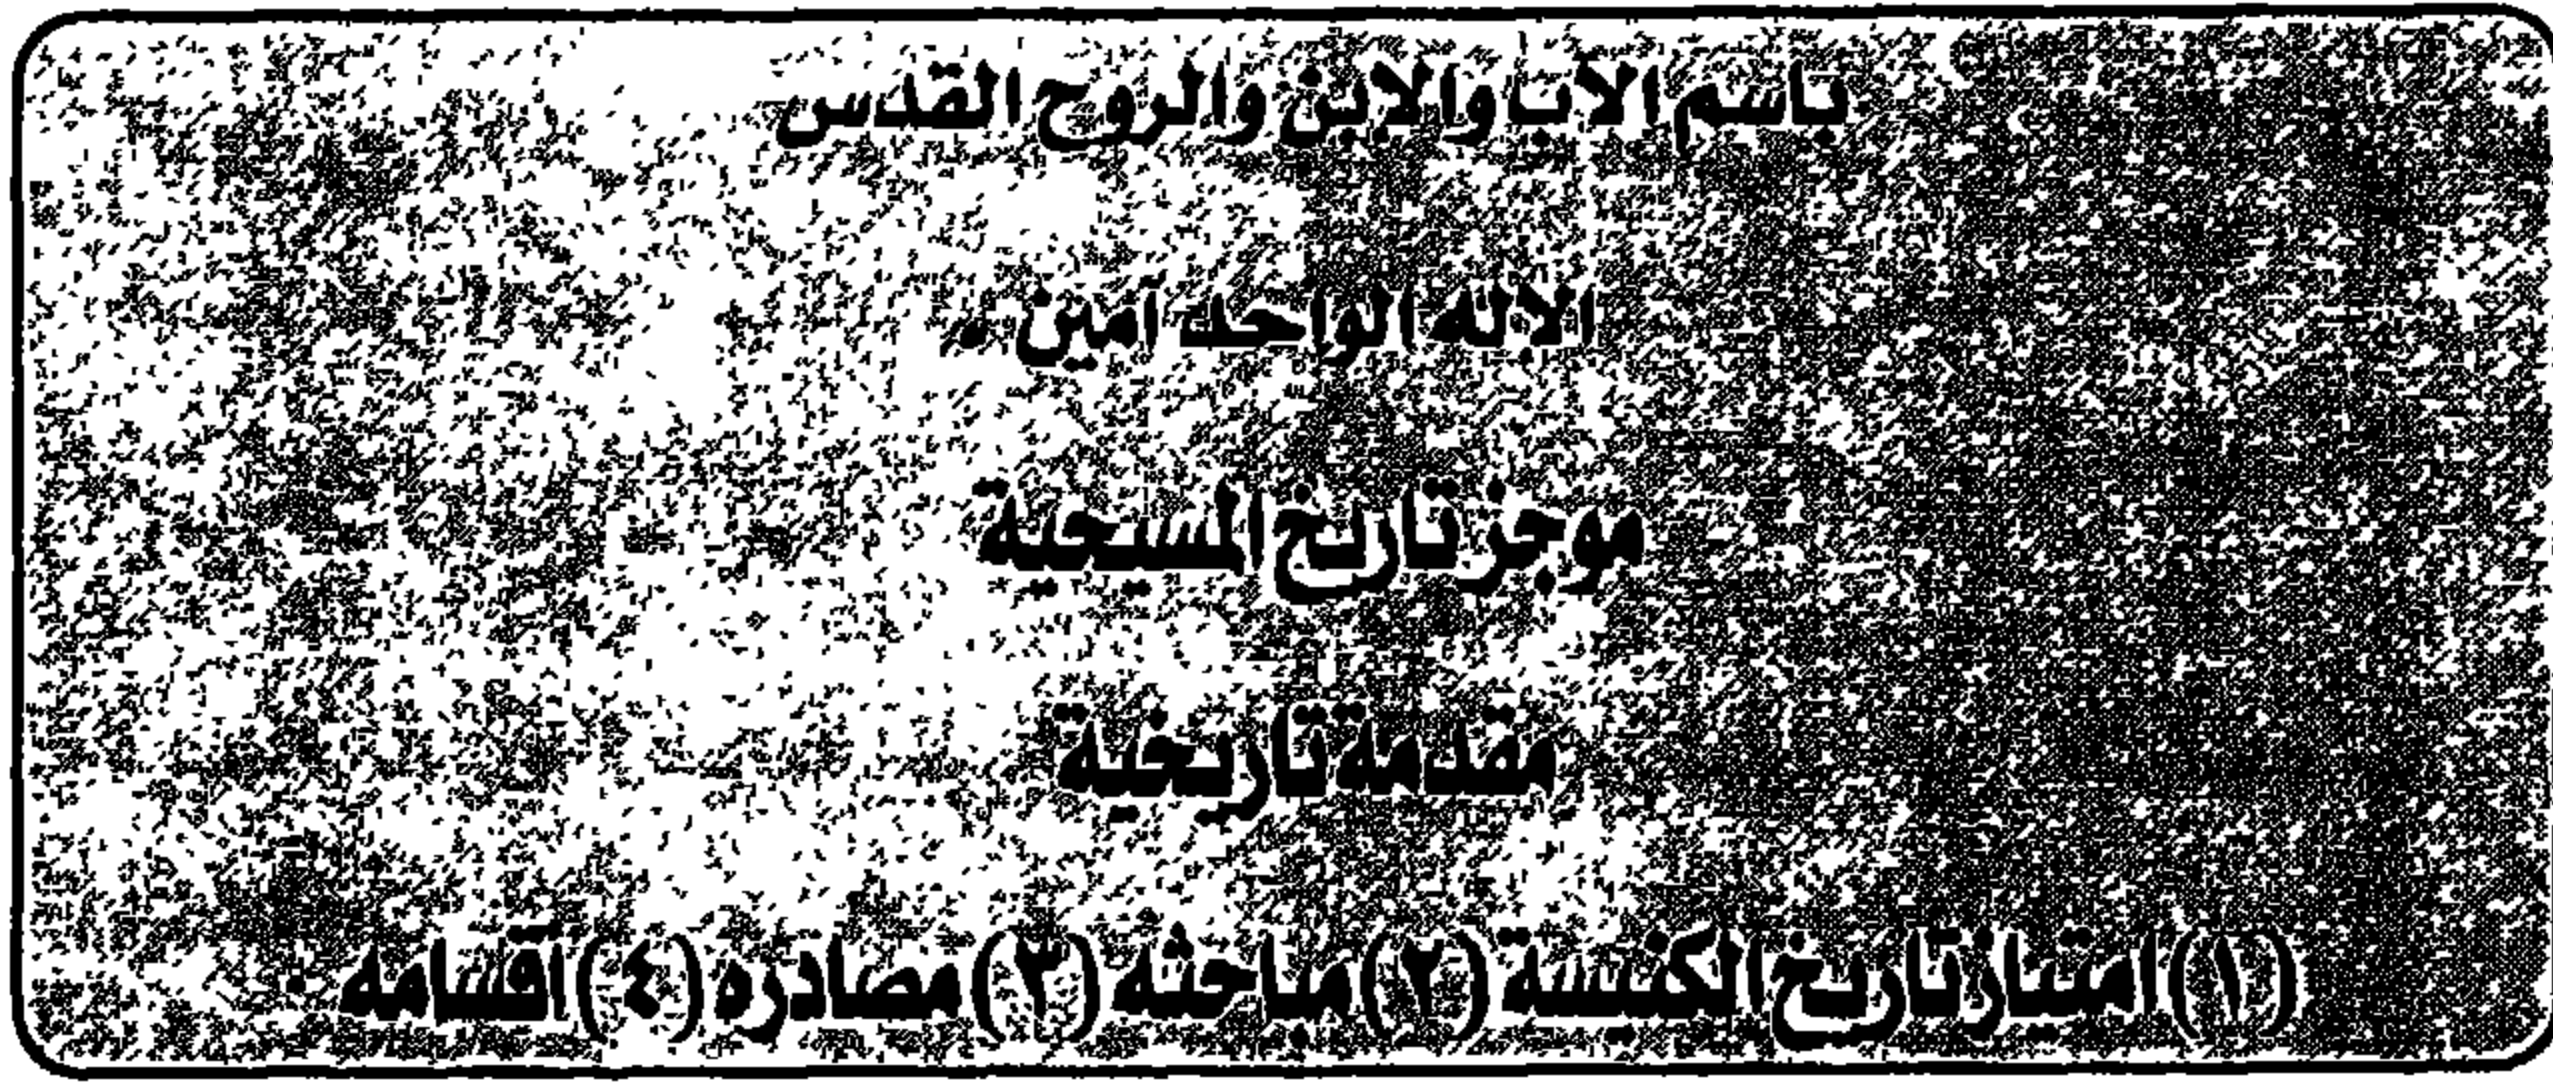 باسم الآب والابن والروح القدس
الاله الواحد آمين .
موجز تاريخ المسيحية
مقدمة تاريخية
(١) امتياز تاريخ الكنيسة (٢) مباحثه (٣) مصادره (٤) أقسامه .